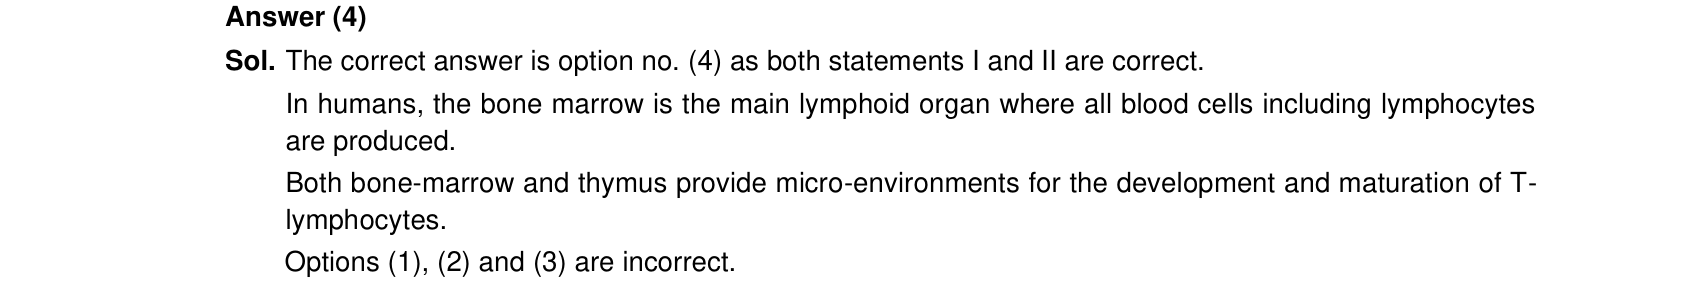 Answer (4)
Sol. The correct answer is option no. (4) as both statements I and II are correct.
In humans, the bone marrow is the main lymphoid organ where all blood cells including lymphocytes
are produced.
Both bone-marrow and thymus provide micro-environments for the development and maturation of T-
lymphocytes.
Options (1), (2) and (3) are incorrect.